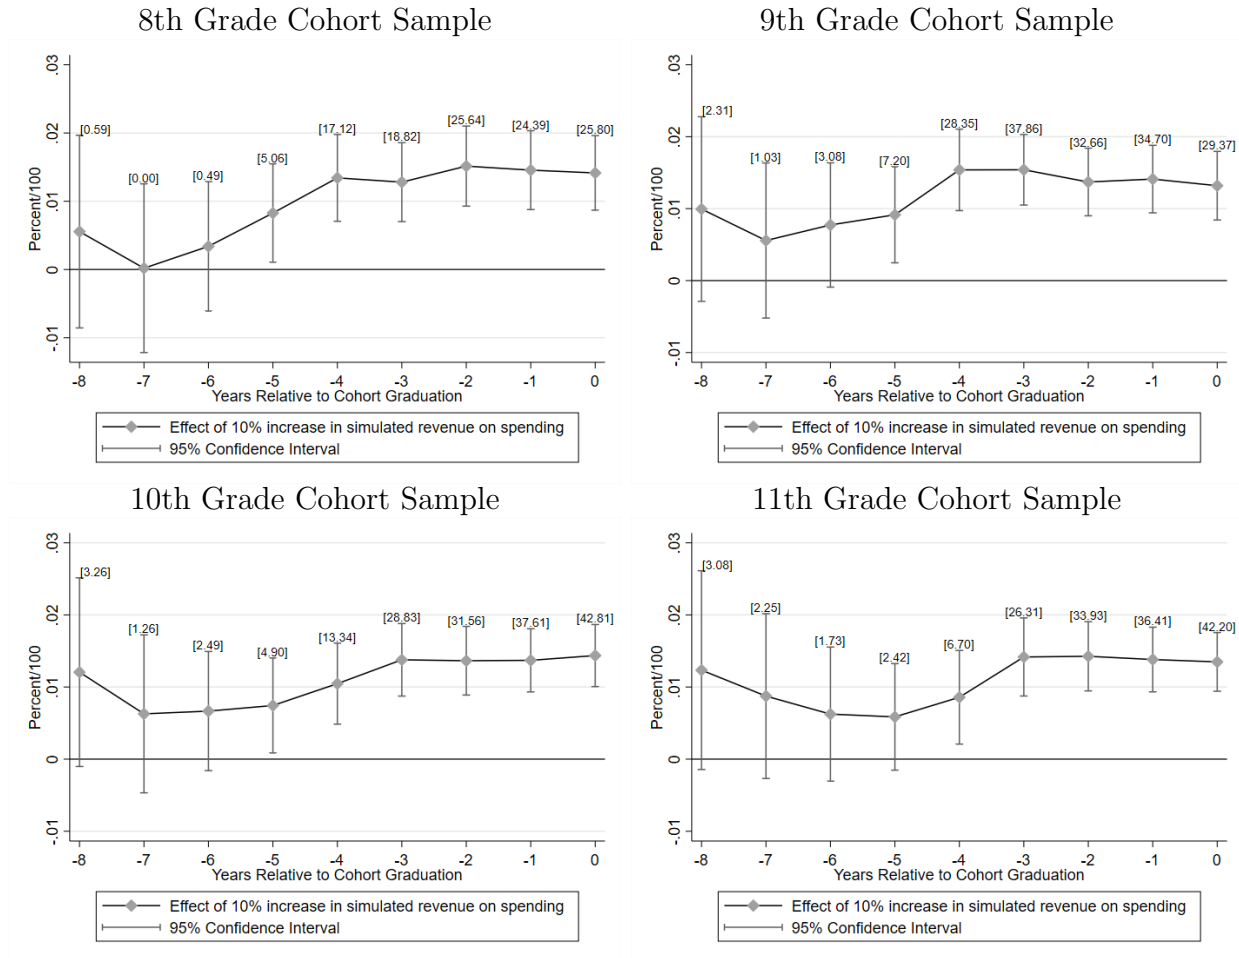 8th Grade Cohort Sample
.03
.02
.01
0
-.01
Percent/100
[0.59]
[0.00]
[0.49]
[5.06]
[17.12]
[18.82]
[25.64]
[24.39]
[25.80]
-8 -7 -6 -5 -4 -3 -2 -1 0
Years Relative to Cohort Graduation
Effect of 10% increase in simulated revenue on spending
95% Confidence Interval
9th Grade Cohort Sample
.03
.02
.01
0
-.01
Percent/100
[2.31]
[1.03]
[3.08]
[7.20]
[28.35]
[37.86]
[32.66]
[34.70]
[29.37]
-8 -7 -6 -5 -4 -3 -2 -1 0
Years Relative to Cohort Graduation
Effect of 10% increase in simulated revenue on spending
95% Confidence Interval
10th Grade Cohort Sample
.03
.02
.01
0
-.01
Percent/100
[3.26]
[1.26]
[2.49]
[4.90]
[13.34]
[28.83]
[31.56]
[37.61]
[42.81]
-8 -7 -6 -5 -4 -3 -2 -1 0
Years Relative to Cohort Graduation
Effect of 10% increase in simulated revenue on spending
95% Confidence Interval
11th Grade Cohort Sample
.03
.02
.01
0
-.01
Percent/100
[3.08]
[2.25]
[1.73]
[2.42]
[6.70]
[26.31]
[33.93]
[36.41]
[42.20]
-8 -7 -6 -5 -4 -3 -2 -1 0
Years Relative to Cohort Graduation
Effect of 10% increase in simulated revenue on spending
95% Confidence Interval